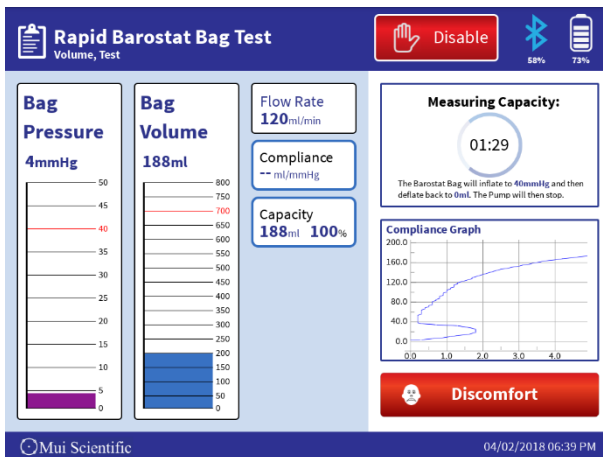 Rapid Barostat Bag Test
Volume, Test
Disable
58%
73%
Bag
Pressure
4mmHg
50
45
40
35
30
25
20
15
10
5
0
Bag
Volume
188ml
800
750
700
650
600
550
500
450
400
350
300
250
200
150
100
50
0
Flow Rate
120ml/min
Compliance
-- ml/mmHg
Capacity
188ml 100%
Measuring Capacity:
01:29
The Barostat Bag will inflate to 40mmHg and then
deflate back to 0ml. The Pump will then stop.
Compliance Graph
200.0
160.0
120.0
80.0
40.0
0.0
0.0 1.0 2.0 3.0 4.0
Discomfort
Mui Scientific
04/02/2018 06:39 PM